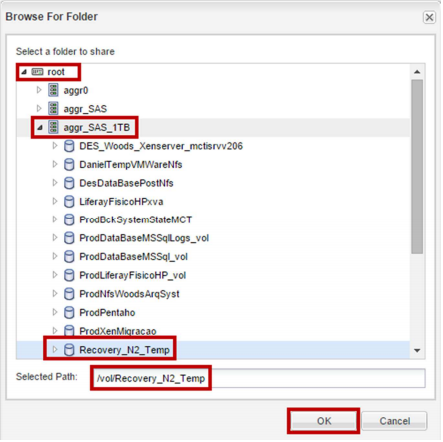 Browse For Folder
Select a folder to share
root
aggr0
aggr_SAS
aggr_SAS_1TB
DES_Woods_Xenserver_mctisrvv206
DanielTempVMWareNfs
DesDataBasePostNfs
LiferayFisicoHPxva
ProdBckSystemStateMCT
ProdDataBaseMSSqlLogs_vol
ProdDataBaseMSSql_vol
ProdLiferayFisicoHP_vol
ProdNfsWoodsArqSyst
ProdPentaho
ProdXenMigracao
Recovery_N2_Temp
Selected Path: /vol/Recovery_N2_Temp
OK Cancel